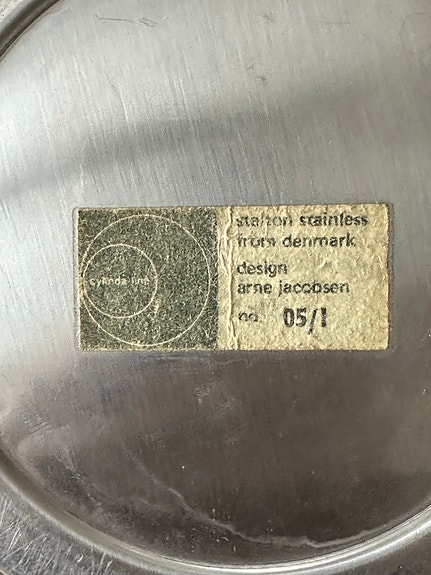 cylinda line
stelton stainless
from denmark
design
arne jacobsen
no. 05/1